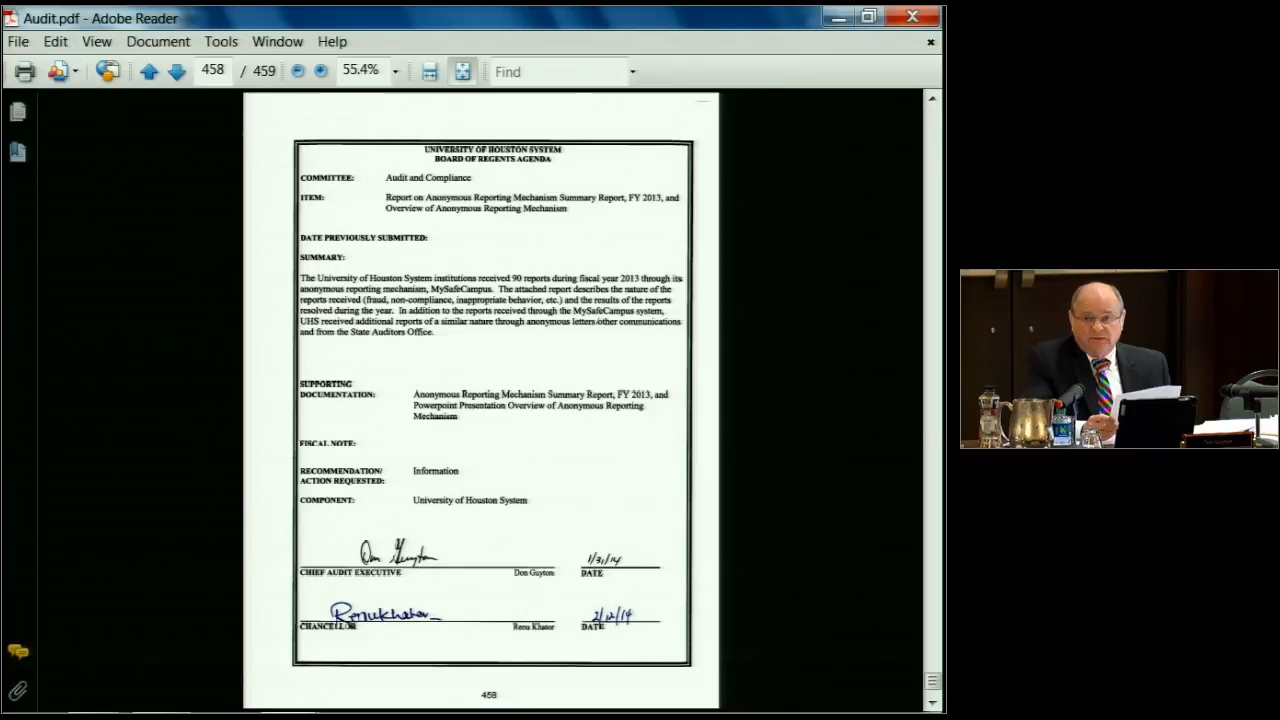 Audit.pdf - Adobe Reader
File Edit View Document Tools Window Help
458 / 459 55.4% Find
UNIVERSITY OF HOUSTON SYSTEM
BOARD OF REGENTS AGENDA
COMMITTEE: Audit and Compliance
ITEM: Report on Anonymous Reporting Mechanism Summary Report, FY 2013, and
Overview of Anonymous Reporting Mechanism
DATE PREVIOUSLY SUBMITTED:
SUMMARY:
The University of Houston System institutions received 90 reports during fiscal year 2013 through its
anonymous reporting mechanism, MySafeCampus. The attached report describes the nature of the
reports received (fraud, non-compliance, inappropriate behavior, etc.) and the results of the reports
resolved during the year. In addition to the reports received through the MySafeCampus system,
UHS received additional reports of a similar nature through anonymous letters/other communications
and from the State Auditors Office.
SUPPORTING
DOCUMENTATION: Anonymous Reporting Mechanism Summary Report, FY 2013, and
Powerpoint Presentation Overview of Anonymous Reporting
Mechanism
FISCAL NOTE:
RECOMMENDATION/ Information
ACTION REQUESTED:
COMPONENT: University of Houston System
Don Guyton 1/31/14
CHIEF AUDIT EXECUTIVE Don Guyton DATE
Renu Khator 2/12/14
CHANCELLOR Renu Khator DATE
458